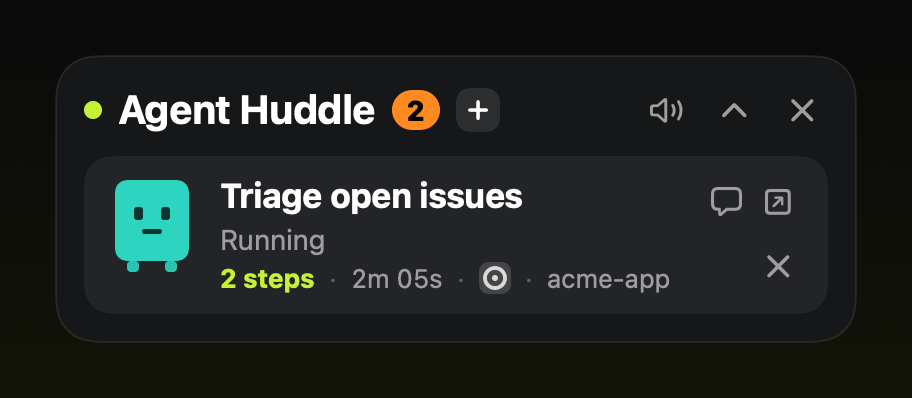 Agent Huddle 2 +
Triage open issues
Running
2 steps · 2m 05s · · acme-app